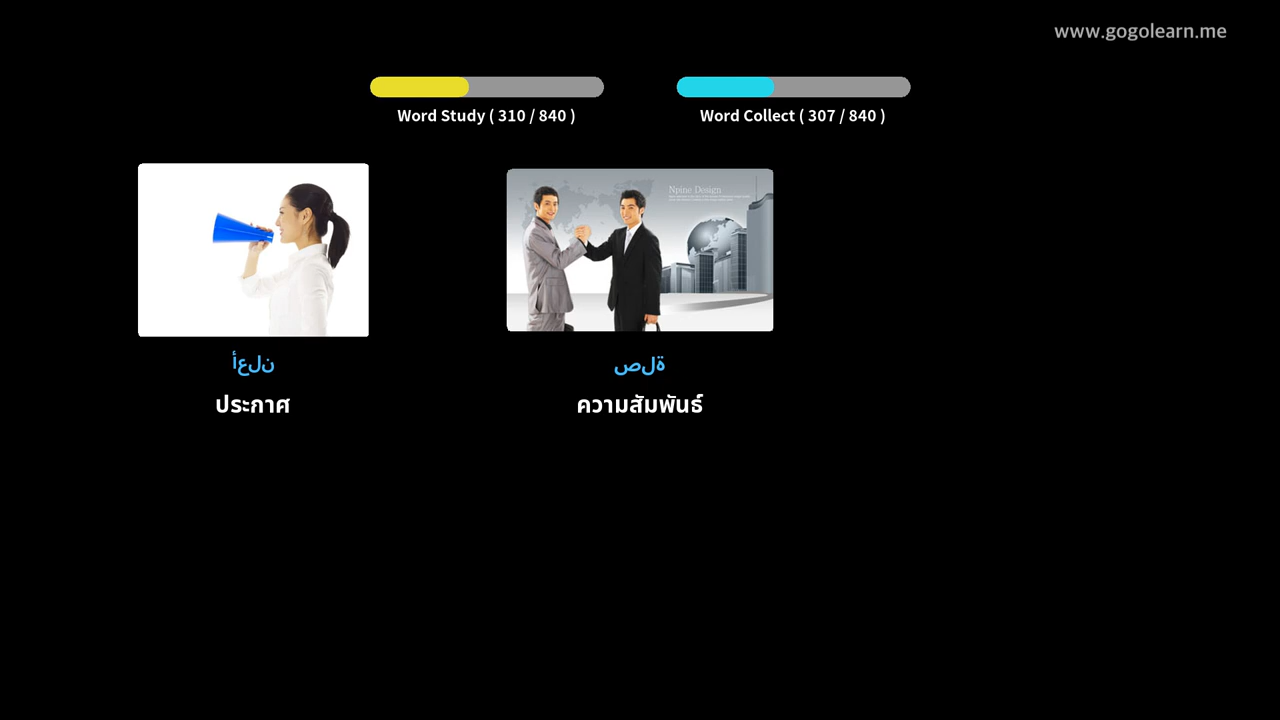 www.gogolearn.me
Word Study ( 310 / 840 )
Word Collect ( 307 / 840 )
Npine Design
أعلن
صلة
ประกาศ
ความสัมพันธ์